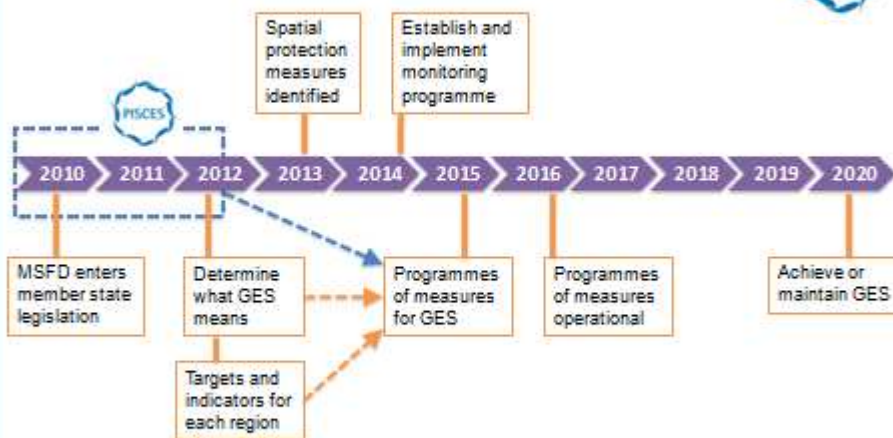 Spatial
protection
measures
identified
Establish and
implement
monitoring
programme
PISCES
2010 2011 2012 2013 2014 2015 2016 2017 2018 2019 2020
MSFD enters
member state
legislation
Determine
what GES
means
Programmes
of measures
for GES
Programmes
of measures
operational
Achieve or
maintain GES
Targets and
indicators for
each region